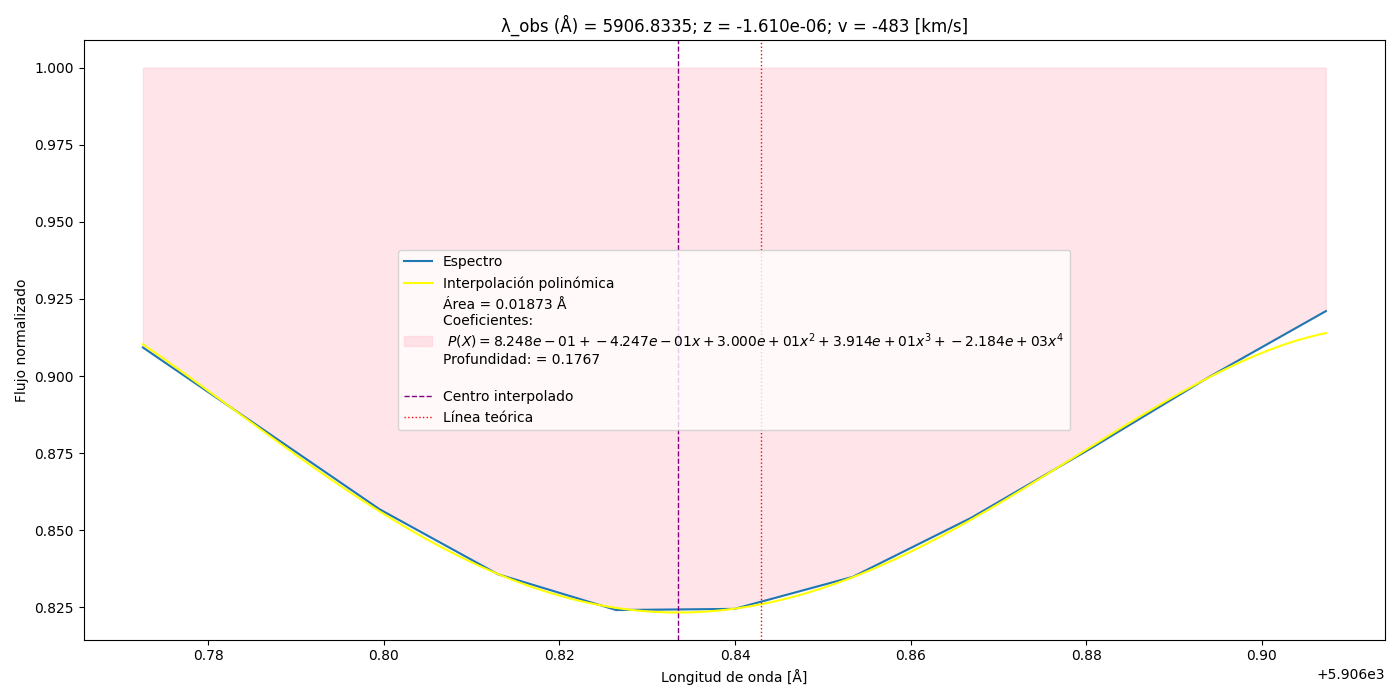 λ_obs (Å) = 5906.8335; z = -1.610e-06; v = -483 [km/s]
1.000
0.975
0.950
0.925
0.900
0.875
0.850
0.825
Flujo normalizado
Espectro
Interpolación polinómica
Área = 0.01873 Å
Coeficientes:
P(X) = 8.248e − 01 + −4.247e − 01x + 3.000e + 01x² + 3.914e + 01x³ + −2.184e + 03x⁴
Profundidad: = 0.1767
Centro interpolado
Línea teórica
0.78 0.80 0.82 0.84 0.86 0.88 0.90
+5.906e3
Longitud de onda [Å]